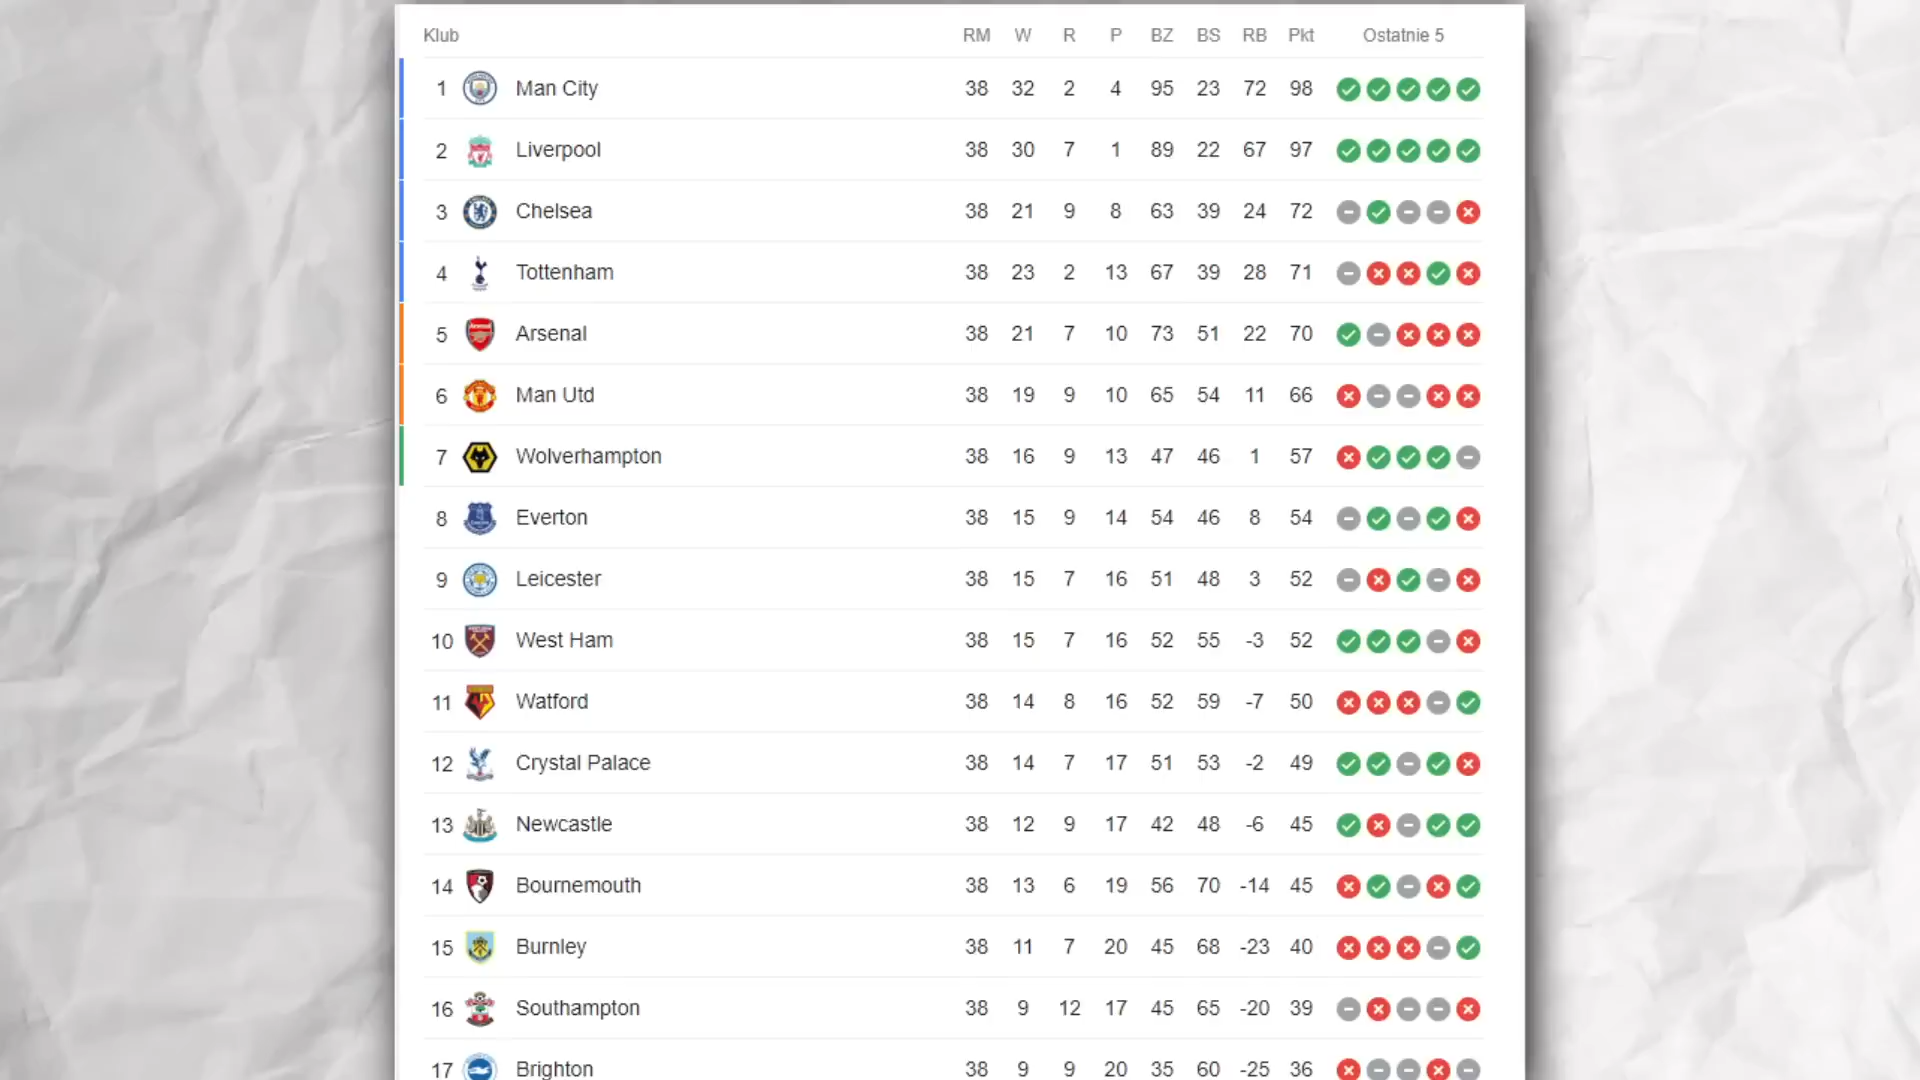 Klub RM W R P BZ BS RB Pkt Ostatnie 5
1 Man City 38 32 2 4 95 23 72 98
2 Liverpool 38 30 7 1 89 22 67 97
3 Chelsea 38 21 9 8 63 39 24 72
4 Tottenham 38 23 2 13 67 39 28 71
5 Arsenal 38 21 7 10 73 51 22 70
6 Man Utd 38 19 9 10 65 54 11 66
7 Wolverhampton 38 16 9 13 47 46 1 57
8 Everton 38 15 9 14 54 46 8 54
9 Leicester 38 15 7 16 51 48 3 52
10 West Ham 38 15 7 16 52 55 -3 52
11 Watford 38 14 8 16 52 59 -7 50
12 Crystal Palace 38 14 7 17 51 53 -2 49
13 Newcastle 38 12 9 17 42 48 -6 45
14 Bournemouth 38 13 6 19 56 70 -14 45
15 Burnley 38 11 7 20 45 68 -23 40
16 Southampton 38 9 12 17 45 65 -20 39
17 Brighton 38 9 9 20 35 60 -25 36